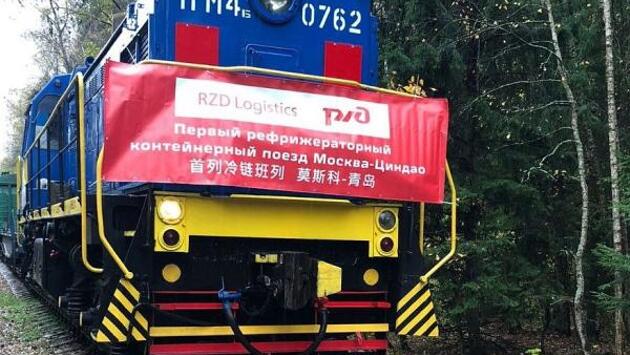 ТГМ4Б 0762
RZD Logistics РЖД
Первый рефрижераторный
контейнерный поезд Москва-Циндао
首列冷链班列 莫斯科-青岛